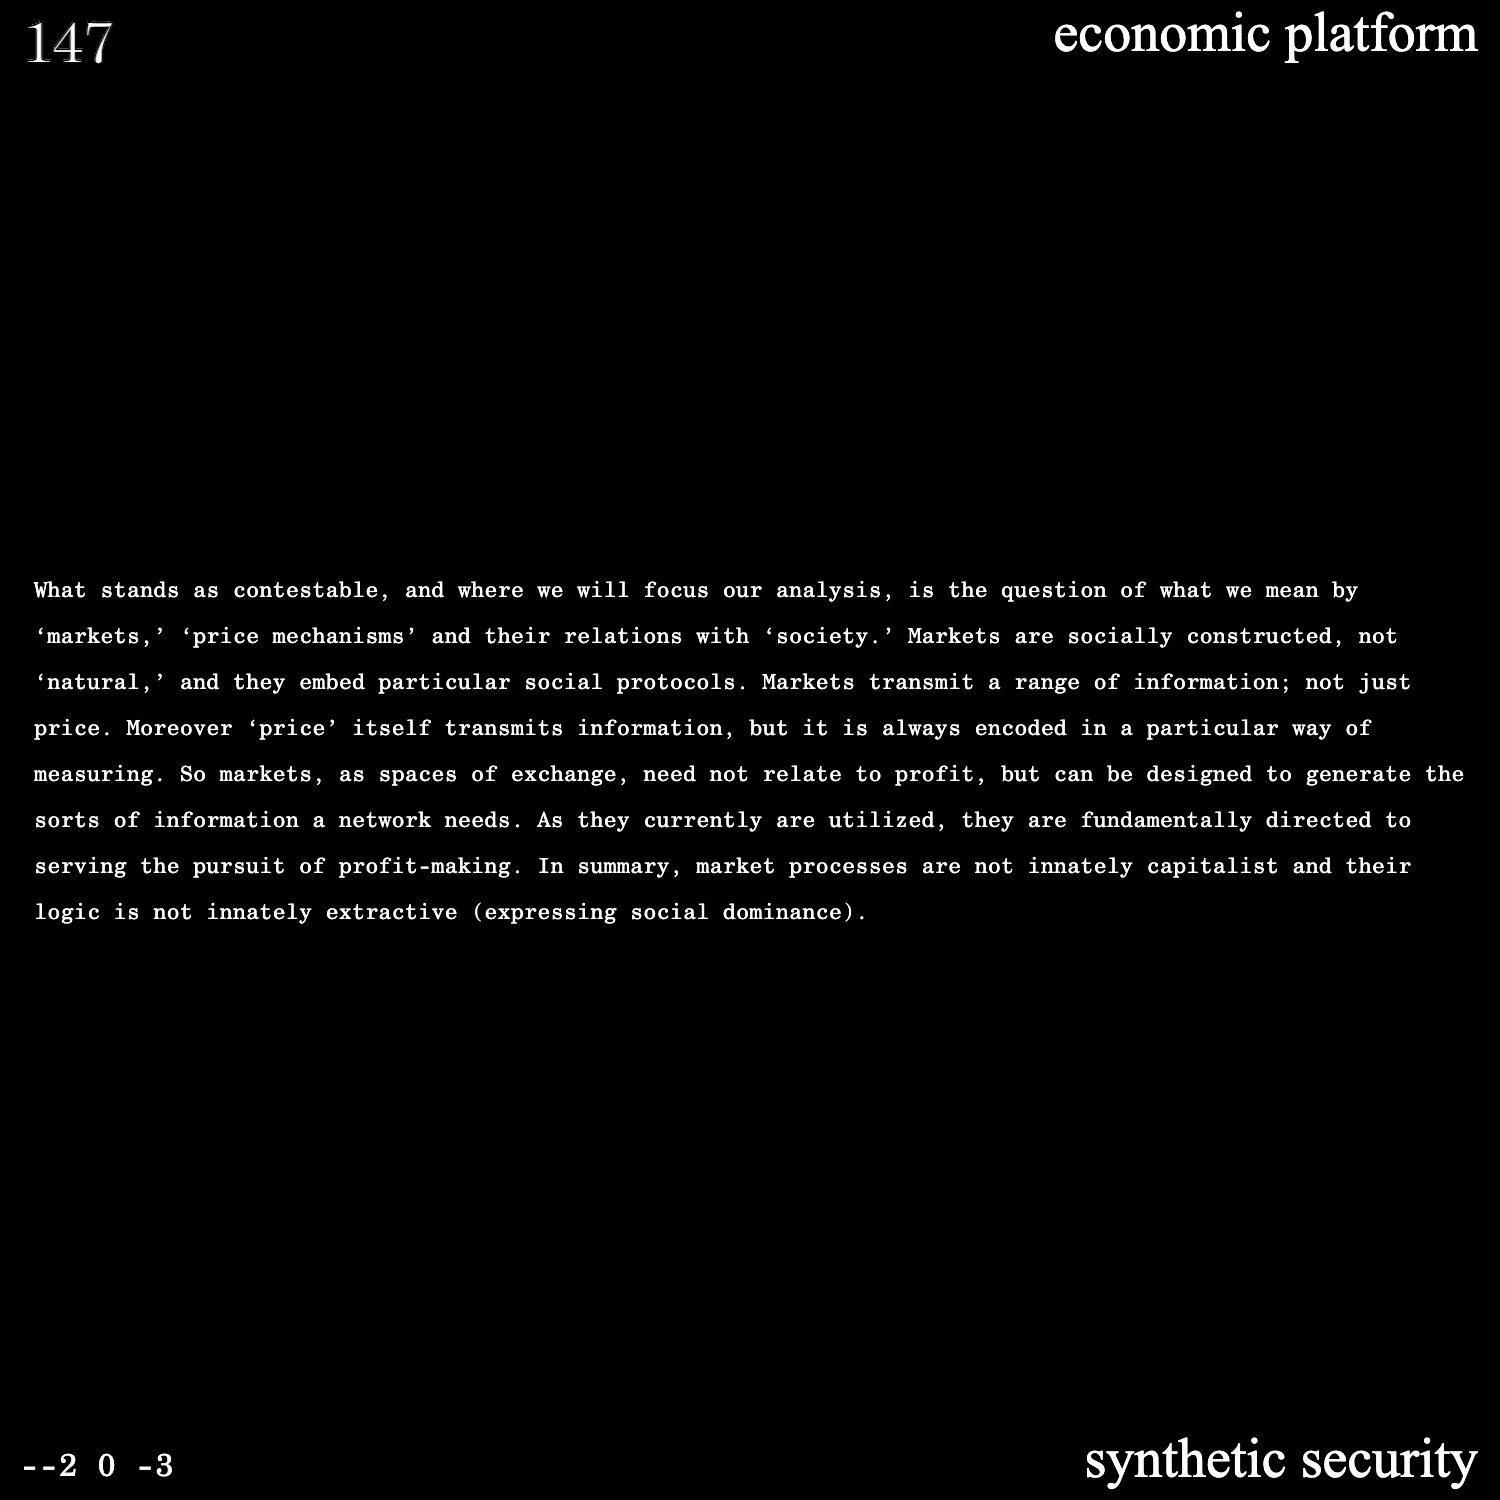 147
economic platform
What stands as contestable, and where we will focus our analysis, is the question of what we mean by
‘markets,’ ‘price mechanisms’ and their relations with ‘society.’ Markets are socially constructed, not
‘natural,’ and they embed particular social protocols. Markets transmit a range of information; not just
price. Moreover ‘price’ itself transmits information, but it is always encoded in a particular way of
measuring. So markets, as spaces of exchange, need not relate to profit, but can be designed to generate the
sorts of information a network needs. As they currently are utilized, they are fundamentally directed to
serving the pursuit of profit-making. In summary, market processes are not innately capitalist and their
logic is not innately extractive (expressing social dominance).
--2 0 -3
synthetic security